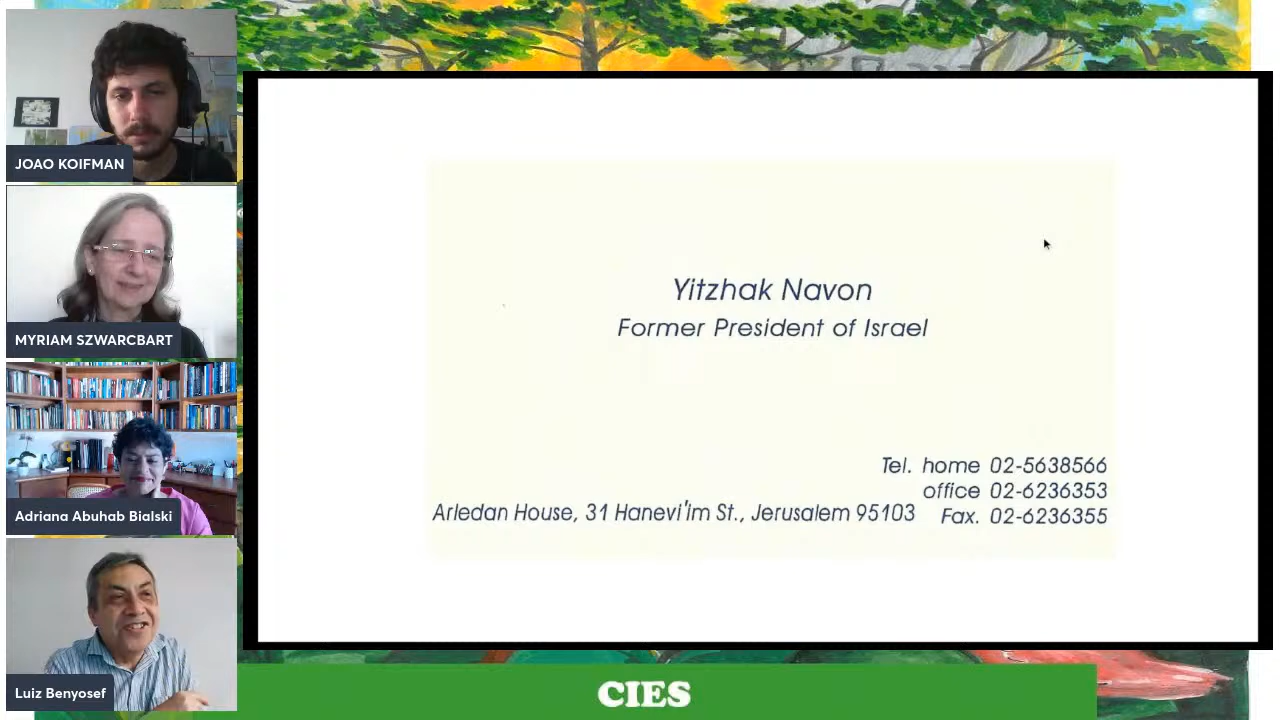 JOAO KOIFMAN
MYRIAM SZWARCBART
Adriana Abuhab Bialski
Luiz Benyosef
Yitzhak Navon
Former President of Israel
Tel. home 02-5638566
office 02-6236353
Arledan House, 31 Hanevi'im St., Jerusalem 95103 Fax. 02-6236355
CIES